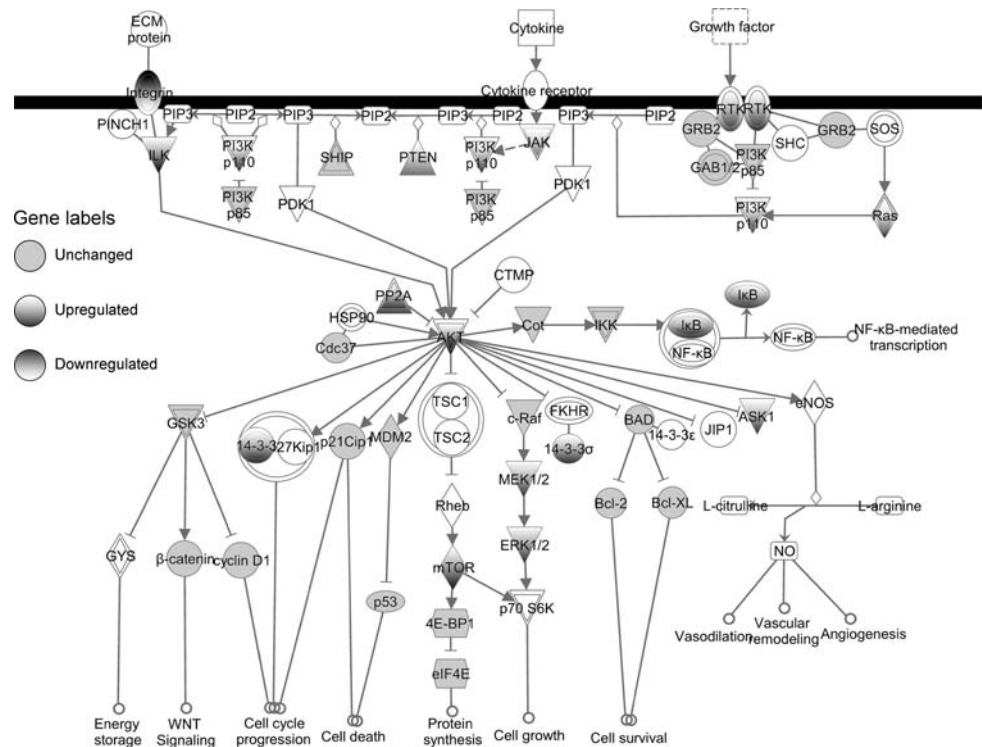 ECM
protein
Cytokine
Growth factor
Integrin
Cytokine receptor
RTK RTK
PIP3 PIP2 PIP3 PIP2 PIP3 PIP2 PIP3 PIP2
PINCH1
GRB2
SHC
GRB2
SOS
ILK
PI3K
p110
SHIP
PTEN
PI3K
p110
JAK
GAB1/2
PI3K
p85
PI3K
p85
PDK1
PI3K
p85
PDK1
PI3K
p110
Ras
Gene labels
Unchanged
Upregulated
Downregulated
PP2A
CTMP
HSP90
Cdc37
AKT
Cot
IKK
IκB
NF-κB
IκB
NF-κB
NF-κB-mediated
transcription
GSK3
14-3-3
27Kip1
p21Cip1
MDM2
TSC1
TSC2
c-Raf
FKHR
14-3-3σ
BAD
14-3-3ε
JIP1
ASK1
eNOS
MEK1/2
Rheb
Bcl-2
Bcl-XL
L-citrulline
L-arginine
GYS
β-catenin
cyclin D1
mTOR
ERK1/2
NO
p53
4E-BP1
p70 S6K
Vasodilation
Vascular
remodeling
Angiogenesis
eIF4E
Energy
storage
WNT
Signaling
Cell cycle
progression
Cell death
Protein
synthesis
Cell growth
Cell survival